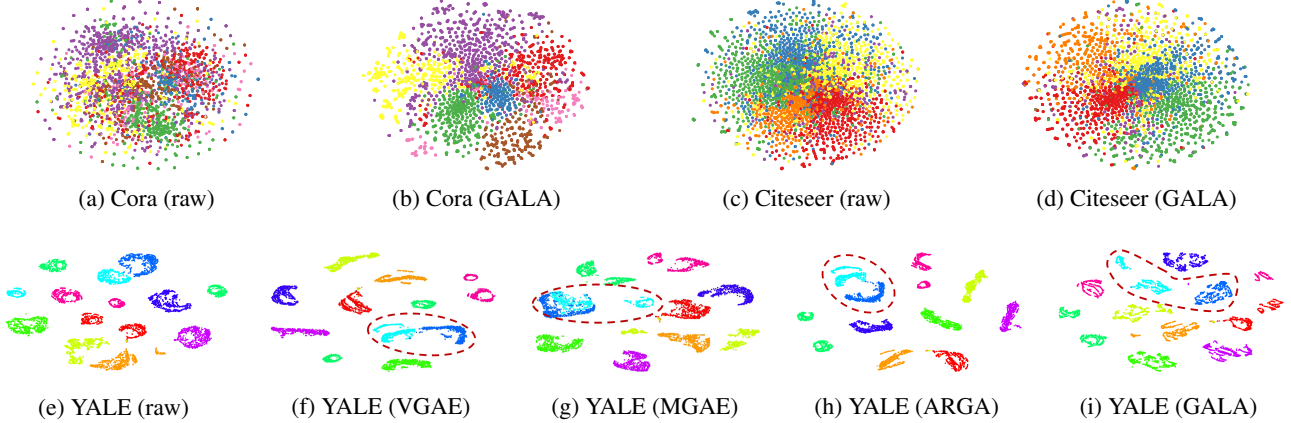 (a) Cora (raw)
(b) Cora (GALA)
(c) Citeseer (raw)
(d) Citeseer (GALA)
(e) YALE (raw)
(f) YALE (VGAE)
(g) YALE (MGAE)
(h) YALE (ARGA)
(i) YALE (GALA)